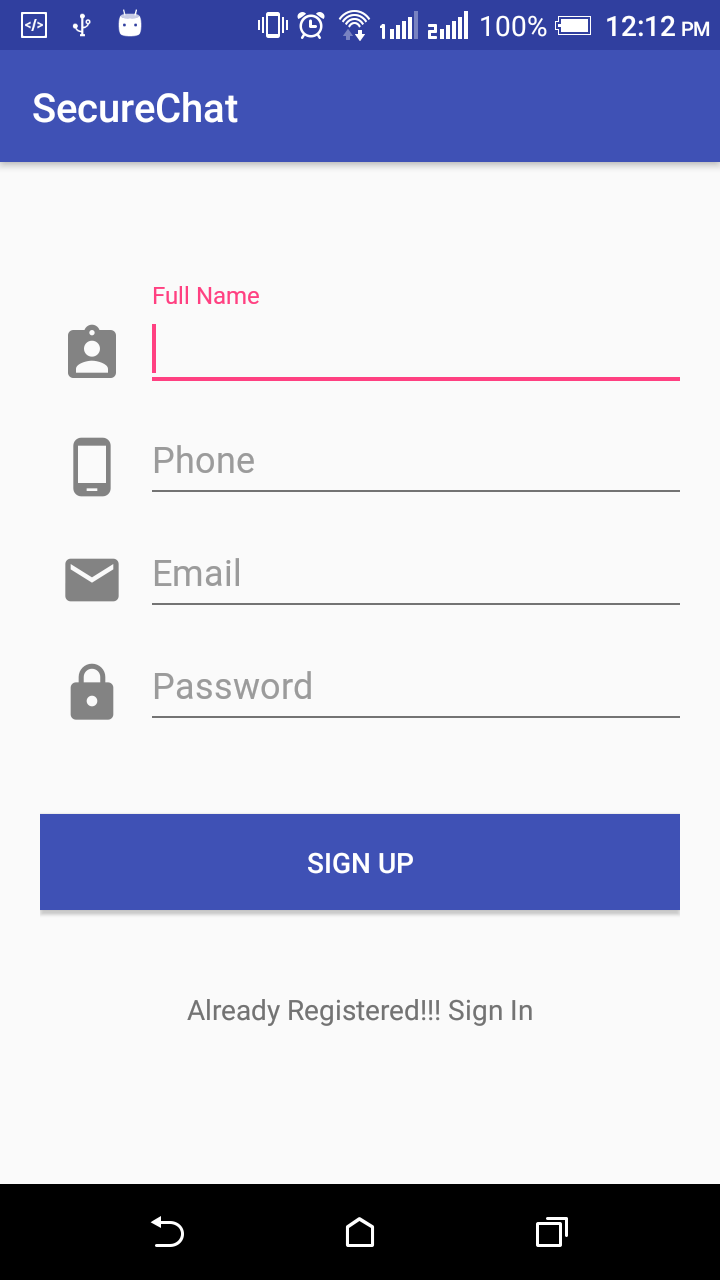 100% 12:12 PM
SecureChat
Full Name
Phone
Email
Password
SIGN UP
Already Registered!!! Sign In